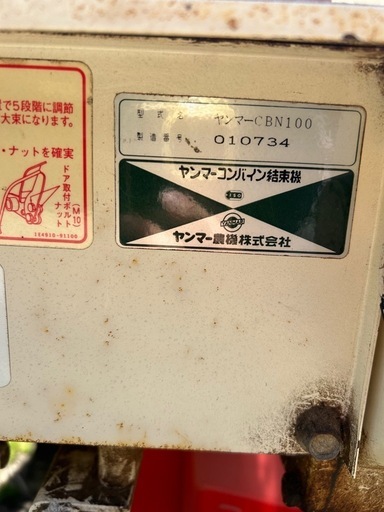 で5段階に調節
大束になります。
・ナットを確実
ドア取付ボルト
ナット
(M10)
1E4910-91100
型式名 ヤンマーCBN100
製造番号 010734
ヤンマーコンバイン結束機
ヤンマー農機株式会社